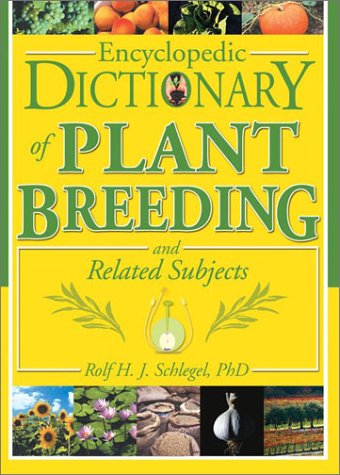 Encyclopedic
DICTIONARY
of PLANT
BREEDING
and
Related Subjects
Rolf H. J. Schlegel, PhD